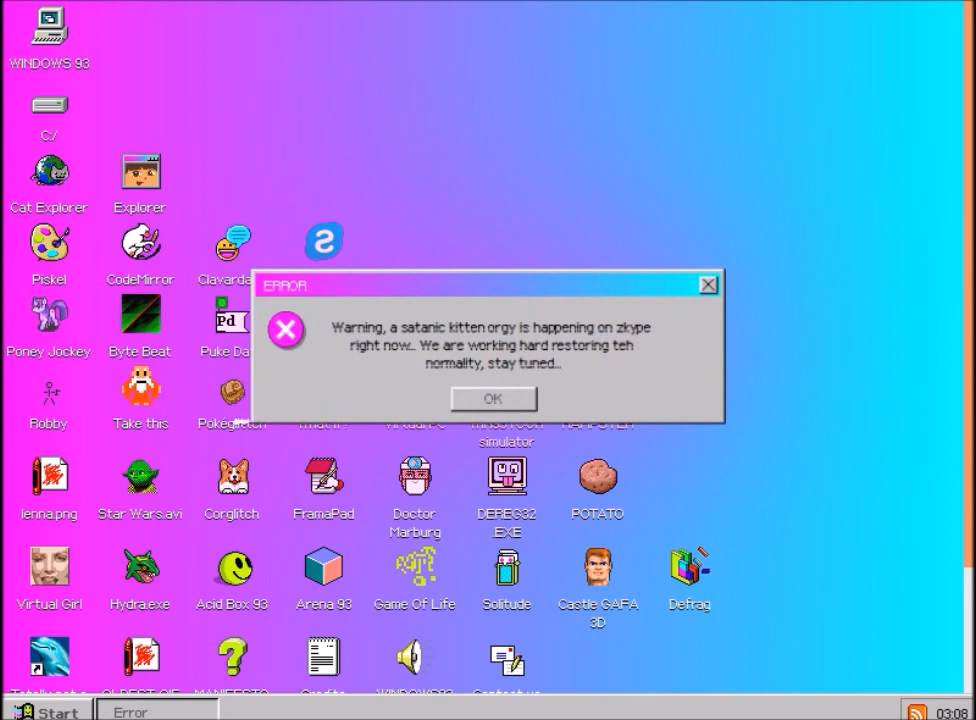 WINDOWS 93
C:/
Cat Explorer
Explorer
Piskel
CodeMirror
Clavarda
ERROR
Warning, a satanic kitten orgy is happening on zkype
right now... We are working hard restoring teh
normality, stay tuned...
OK
Poney Jockey
Byte Beat
Pd
Puke Da
Robby
Take this
simulator
lenna.png
Star Wars.avi
Corglitch
FramaPad
Doctor
Marburg
DEREG32
.EXE
POTATO
Virtual Girl
Hydra.exe
Acid Box 93
Arena 93
Game Of Life
Solitude
Castle GAFA
3D
Defrag
Start
Error
03:08